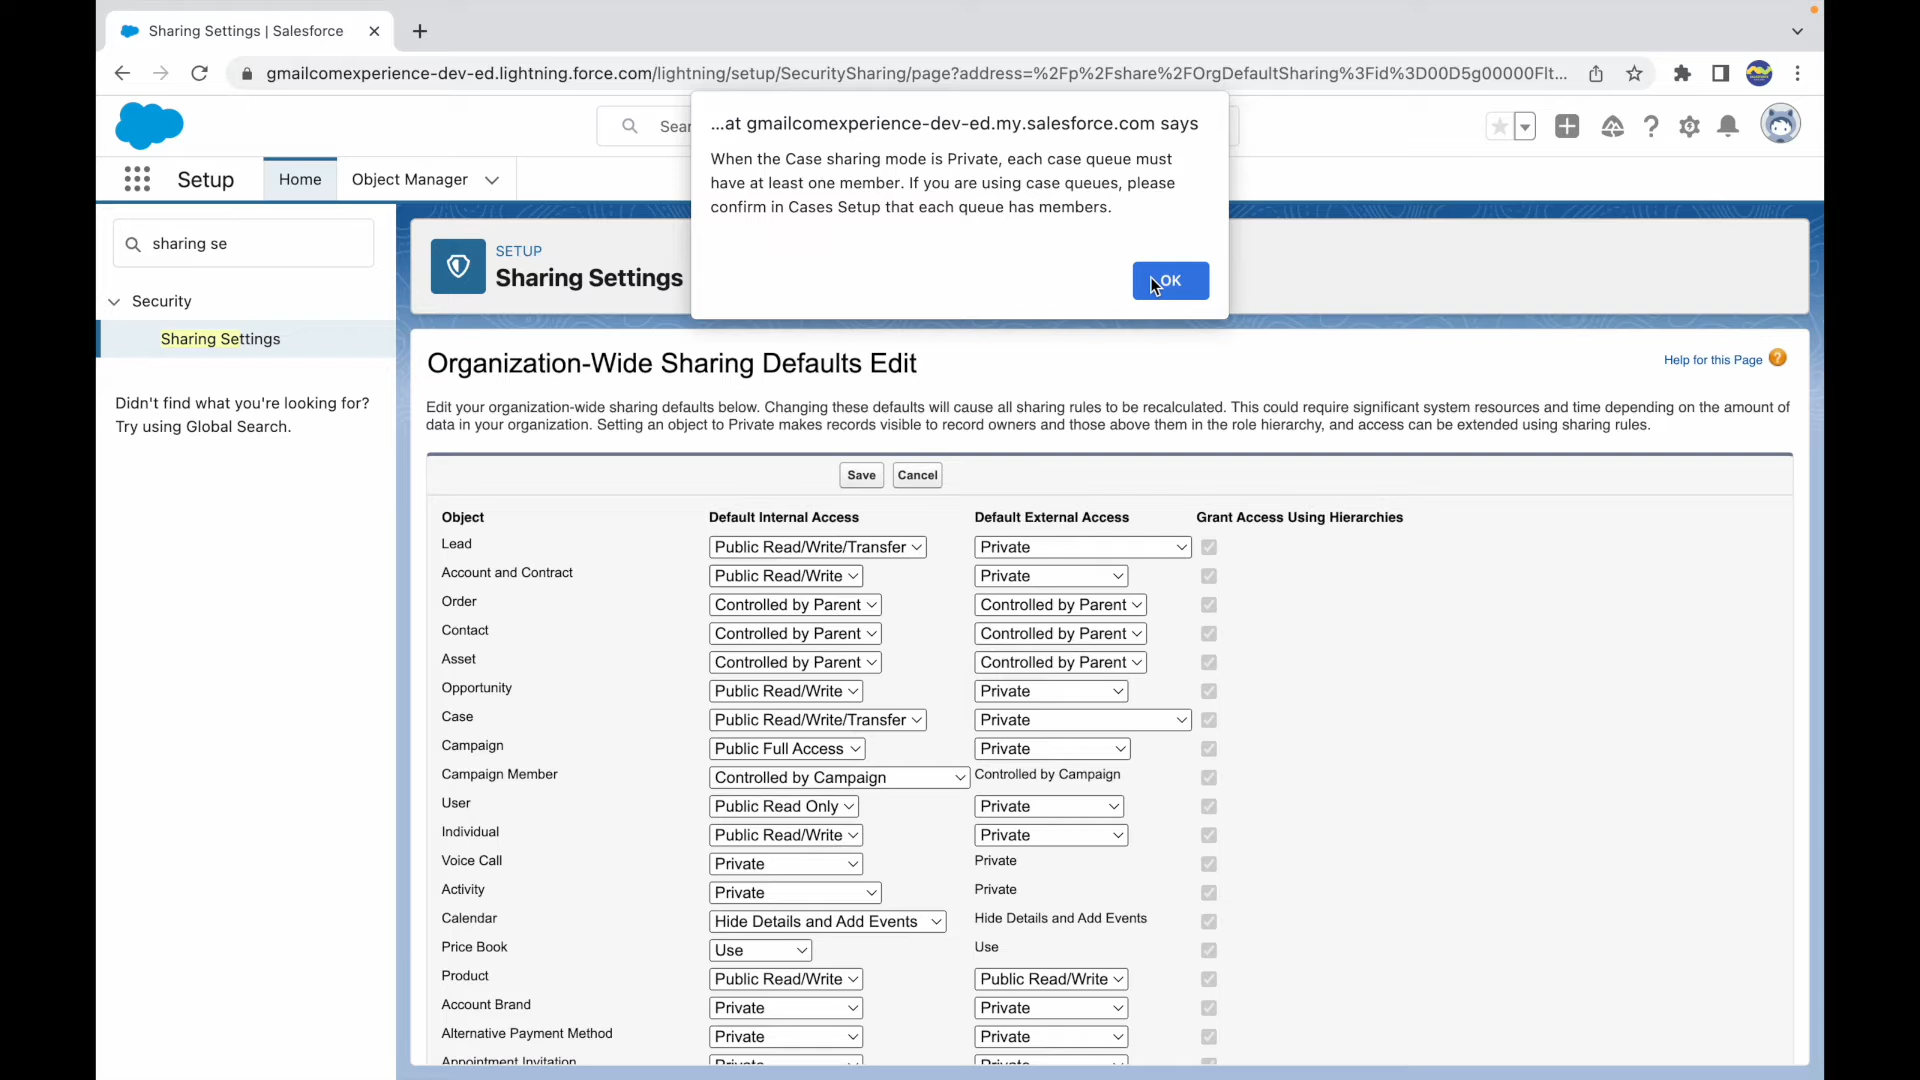 Sharing Settings | Salesforce
gmailcomexperience-dev-ed.lightning.force.com/lightning/setup/SecuritySharing/page?address=%2Fp%2Fshare%2FOrgDefaultSharing%3Fid%3D00D5g00000Flt...
...at gmailcomexperience-dev-ed.my.salesforce.com says
When the Case sharing mode is Private, each case queue must
have at least one member. If you are using case queues, please
confirm in Cases Setup that each queue has members.
OK
Sear
Setup
Home
Object Manager
sharing se
Security
Sharing Settings
Didn't find what you're looking for?
Try using Global Search.
SETUP
Sharing Settings
Organization-Wide Sharing Defaults Edit
Help for this Page
Edit your organization-wide sharing defaults below. Changing these defaults will cause all sharing rules to be recalculated. This could require significant system resources and time depending on the amount of
data in your organization. Setting an object to Private makes records visible to record owners and those above them in the role hierarchy, and access can be extended using sharing rules.
Save Cancel
Object Default Internal Access Default External Access Grant Access Using Hierarchies
Lead Public Read/Write/Transfer Private
Account and Contract Public Read/Write Private
Order Controlled by Parent Controlled by Parent
Contact Controlled by Parent Controlled by Parent
Asset Controlled by Parent Controlled by Parent
Opportunity Public Read/Write Private
Case Public Read/Write/Transfer Private
Campaign Public Full Access Private
Campaign Member Controlled by Campaign Controlled by Campaign
User Public Read Only Private
Individual Public Read/Write Private
Voice Call Private Private
Activity Private Private
Calendar Hide Details and Add Events Hide Details and Add Events
Price Book Use Use
Product Public Read/Write Public Read/Write
Account Brand Private Private
Alternative Payment Method Private Private
Appointment Invitation Private Private